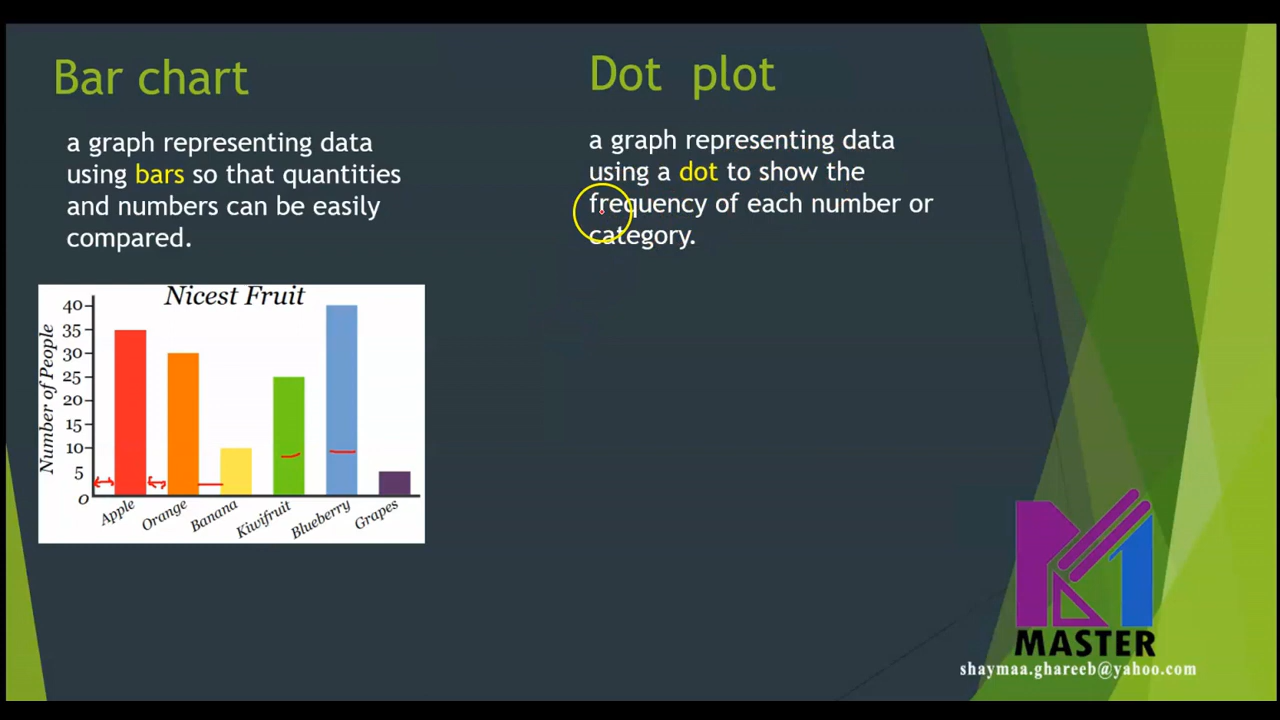 Bar chart
a graph representing data
using bars so that quantities
and numbers can be easily
compared.
Nicest Fruit
Number of People
40
35
30
25
20
15
10
5
0
Apple
Orange
Banana
Kiwifruit
Blueberry
Grapes
Dot plot
a graph representing data
using a dot to show the
frequency of each number or
category.
MASTER
shaymaa.ghareeb@yahoo.com